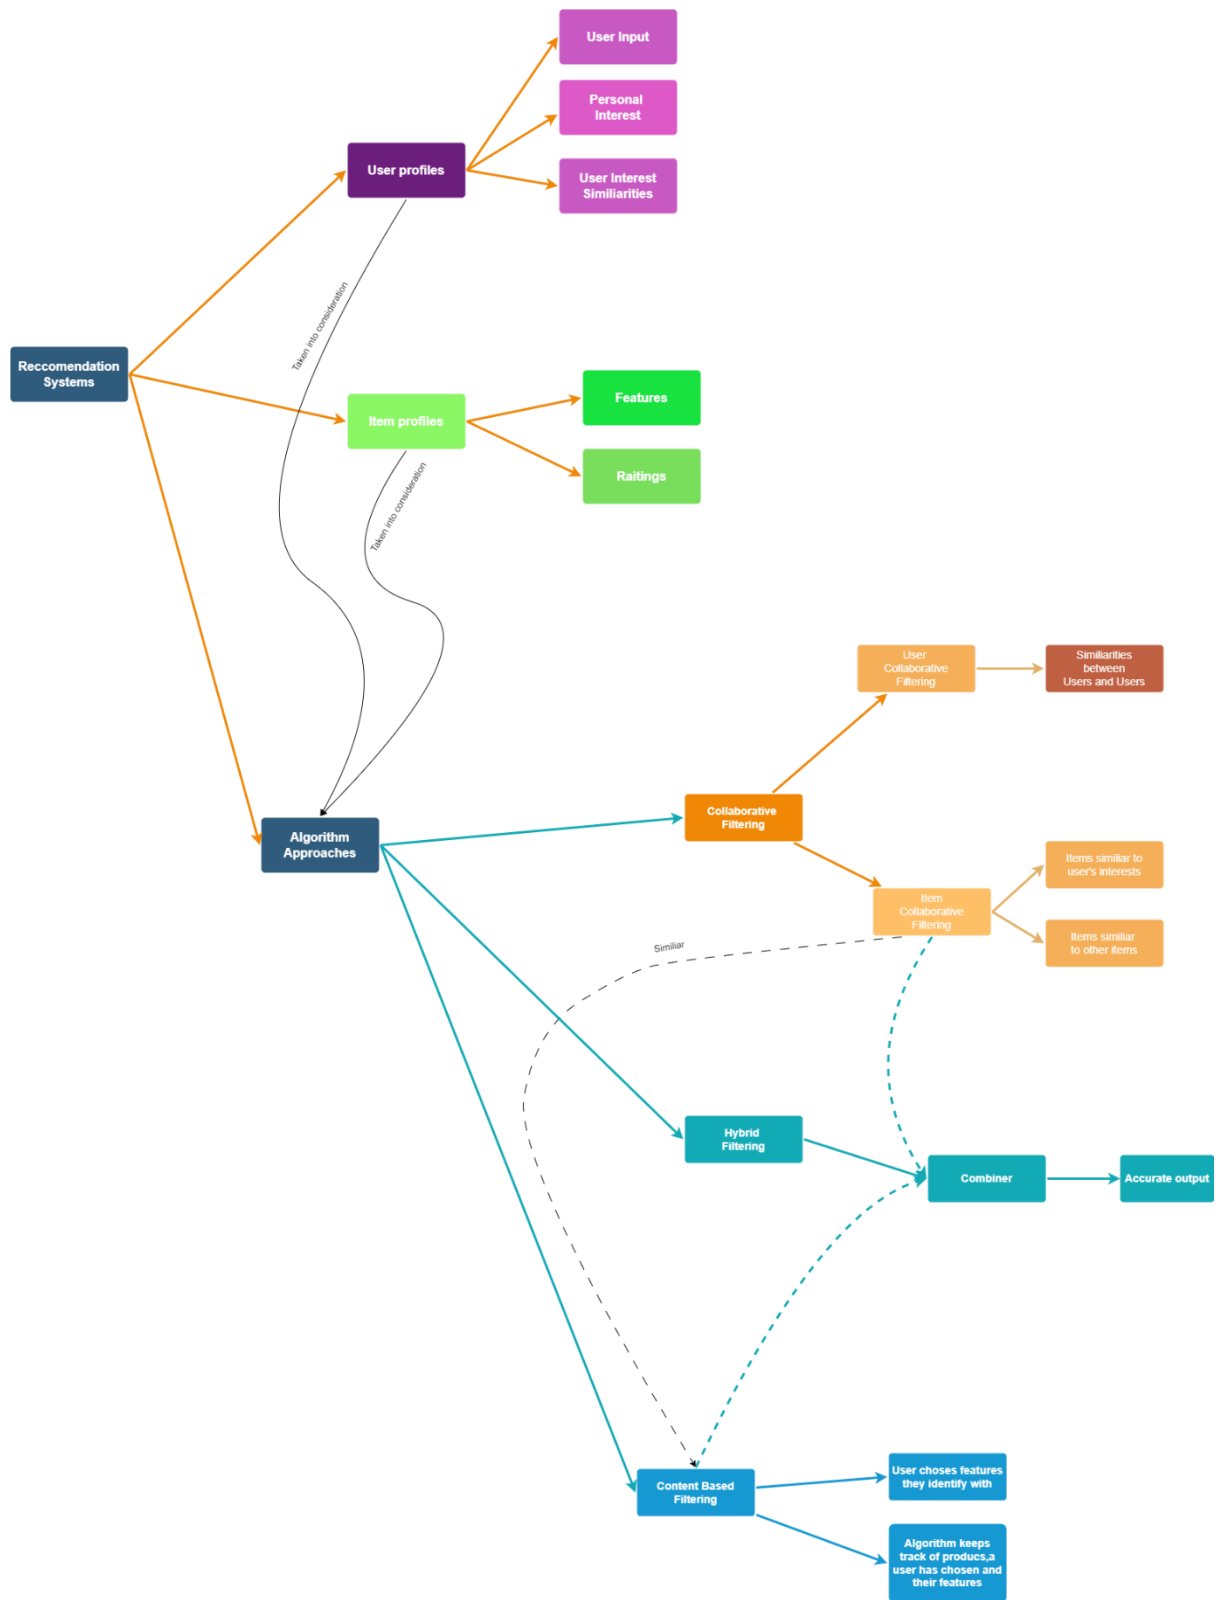 User Input
Personal
Interest
User profiles
User Interest
Similiarities
Taken into consideration
Reccomendation
Systems
Features
Item profiles
Raitings
Taken into consideration
User
Collaborative
Filtering
Similiarities
between
Users and Users
Collaborative
Filtering
Algorithm
Approaches
Items similiar to
user's interests
Item
Collaborative
Filtering
Items similiar
to other items
Similiar
Hybrid
Filtering
Combiner
Accurate output
Content Based
Filtering
User choses features
they identify with
Algorithm keeps
track of producs,a
user has chosen and
their features